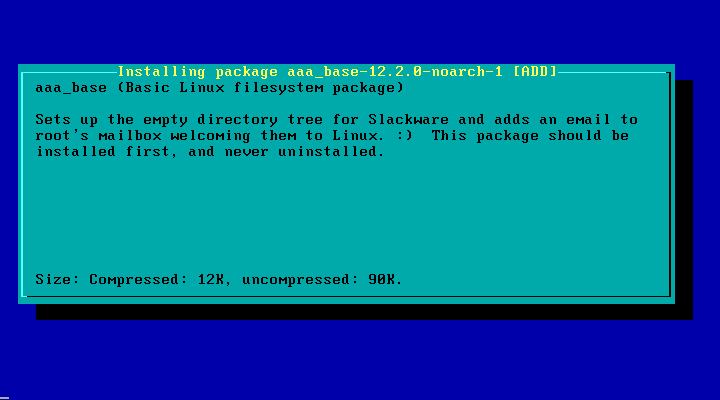 Installing package aaa_base-12.2.0-noarch-1 [ADD]
aaa_base (Basic Linux filesystem package)
Sets up the empty directory tree for Slackware and adds an email to
root's mailbox welcoming them to Linux. :)  This package should be
installed first, and never uninstalled.
Size: Compressed: 12K, uncompressed: 90K.